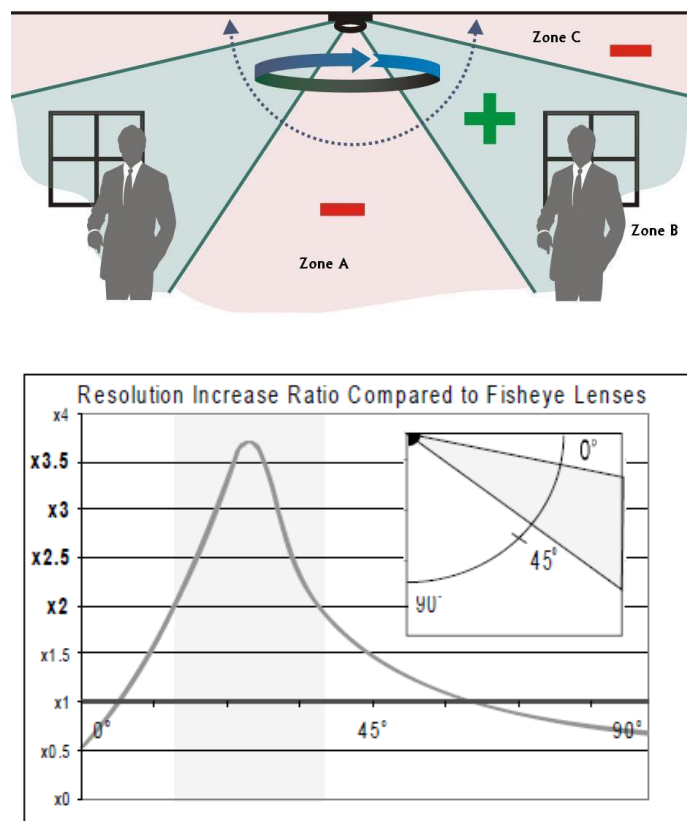 Zone C
Zone B
Zone A
Resolution Increase Ratio Compared to Fisheye Lenses
x4
x3.5
x3
x2.5
x2
x1.5
x1
x0.5
x0
0°
45°
90°
0°
45°
90°